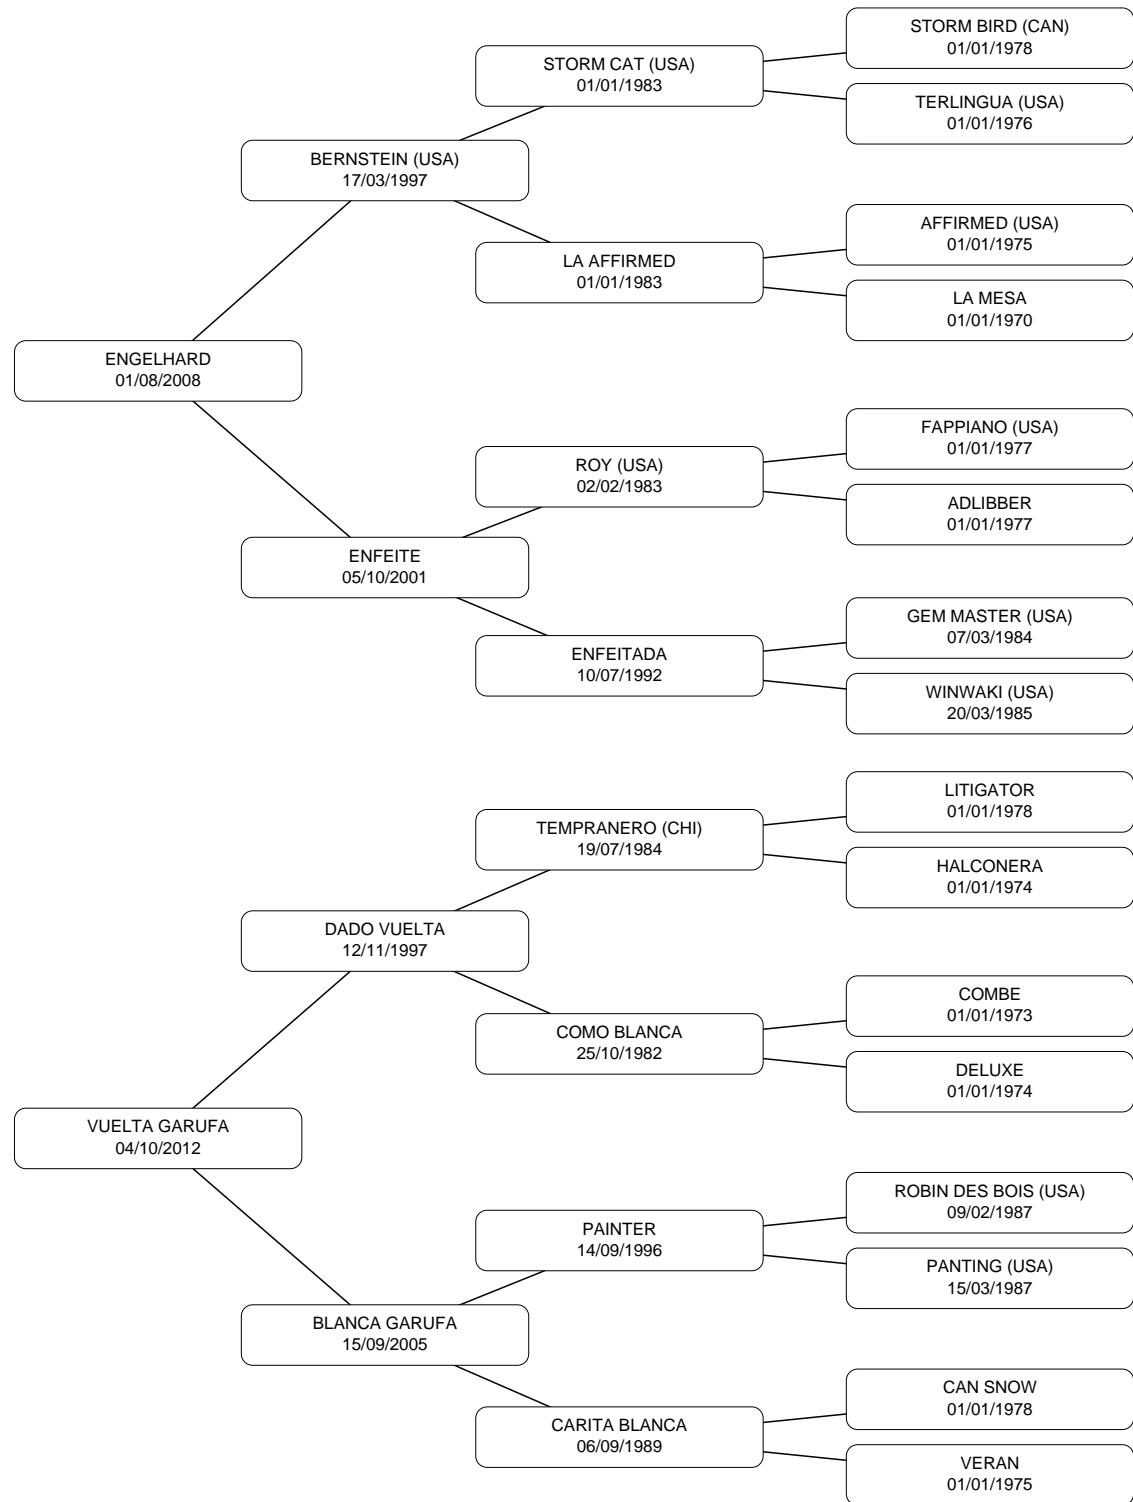 STORM BIRD (CAN)
01/01/1978
STORM CAT (USA)
01/01/1983
TERLINGUA (USA)
01/01/1976
BERNSTEIN (USA)
17/03/1997
AFFIRMED (USA)
01/01/1975
LA AFFIRMED
01/01/1983
LA MESA
01/01/1970
ENGELHARD
01/08/2008
FAPPIANO (USA)
01/01/1977
ROY (USA)
02/02/1983
ADLIBBER
01/01/1977
ENFEITE
05/10/2001
GEM MASTER (USA)
07/03/1984
ENFEITADA
10/07/1992
WINWAKI (USA)
20/03/1985
LITIGATOR
01/01/1978
TEMPRANERO (CHI)
19/07/1984
HALCONERA
01/01/1974
DADO VUELTA
12/11/1997
COMBE
01/01/1973
COMO BLANCA
25/10/1982
DELUXE
01/01/1974
VUELTA GARUFA
04/10/2012
ROBIN DES BOIS (USA)
09/02/1987
PAINTER
14/09/1996
PANTING (USA)
15/03/1987
BLANCA GARUFA
15/09/2005
CAN SNOW
01/01/1978
CARITA BLANCA
06/09/1989
VERAN
01/01/1975